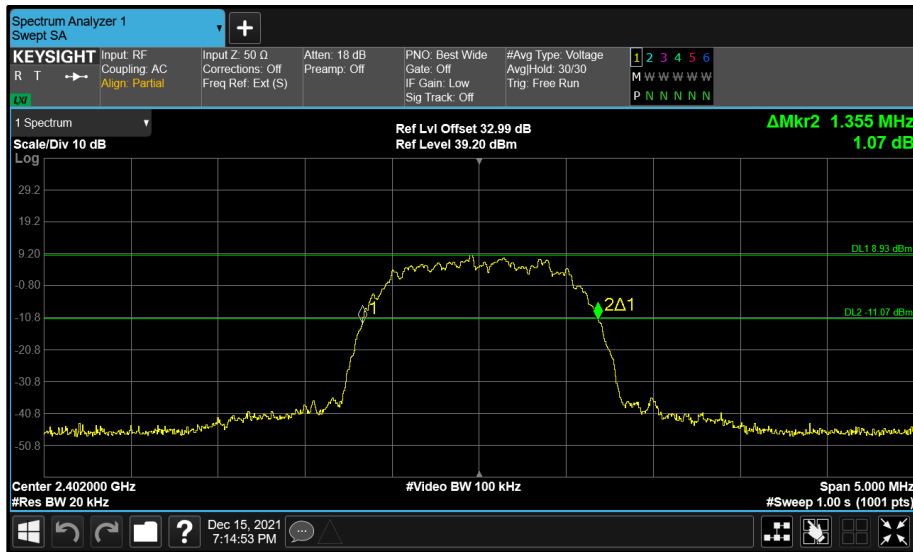 Spectrum Analyzer 1
Swept SA
+
KEYSIGHT
R T
LXI
Input: RF
Coupling: AC
Align: Partial
Input Z: 50 Ω
Corrections: Off
Freq Ref: Ext (S)
Atten: 18 dB
Preamp: Off
PNO: Best Wide
Gate: Off
IF Gain: Low
Sig Track: Off
#Avg Type: Voltage
Avg|Hold: 30/30
Trig: Free Run
1 2 3 4 5 6
M W W W W W
P N N N N N
1 Spectrum
Scale/Div 10 dB
Ref Lvl Offset 32.99 dB
Ref Level 39.20 dBm
ΔMkr2 1.355 MHz
1.07 dB
Log
29.2
19.2
9.20
DL1 8.93 dBm
-0.80
1
2Δ1
-10.8
DL2 -11.07 dBm
-20.8
-30.8
-40.8
-50.8
Center 2.402000 GHz
#Video BW 100 kHz
Span 5.000 MHz
#Res BW 20 kHz
#Sweep 1.00 s (1001 pts)
?
Dec 15, 2021
7:14:53 PM